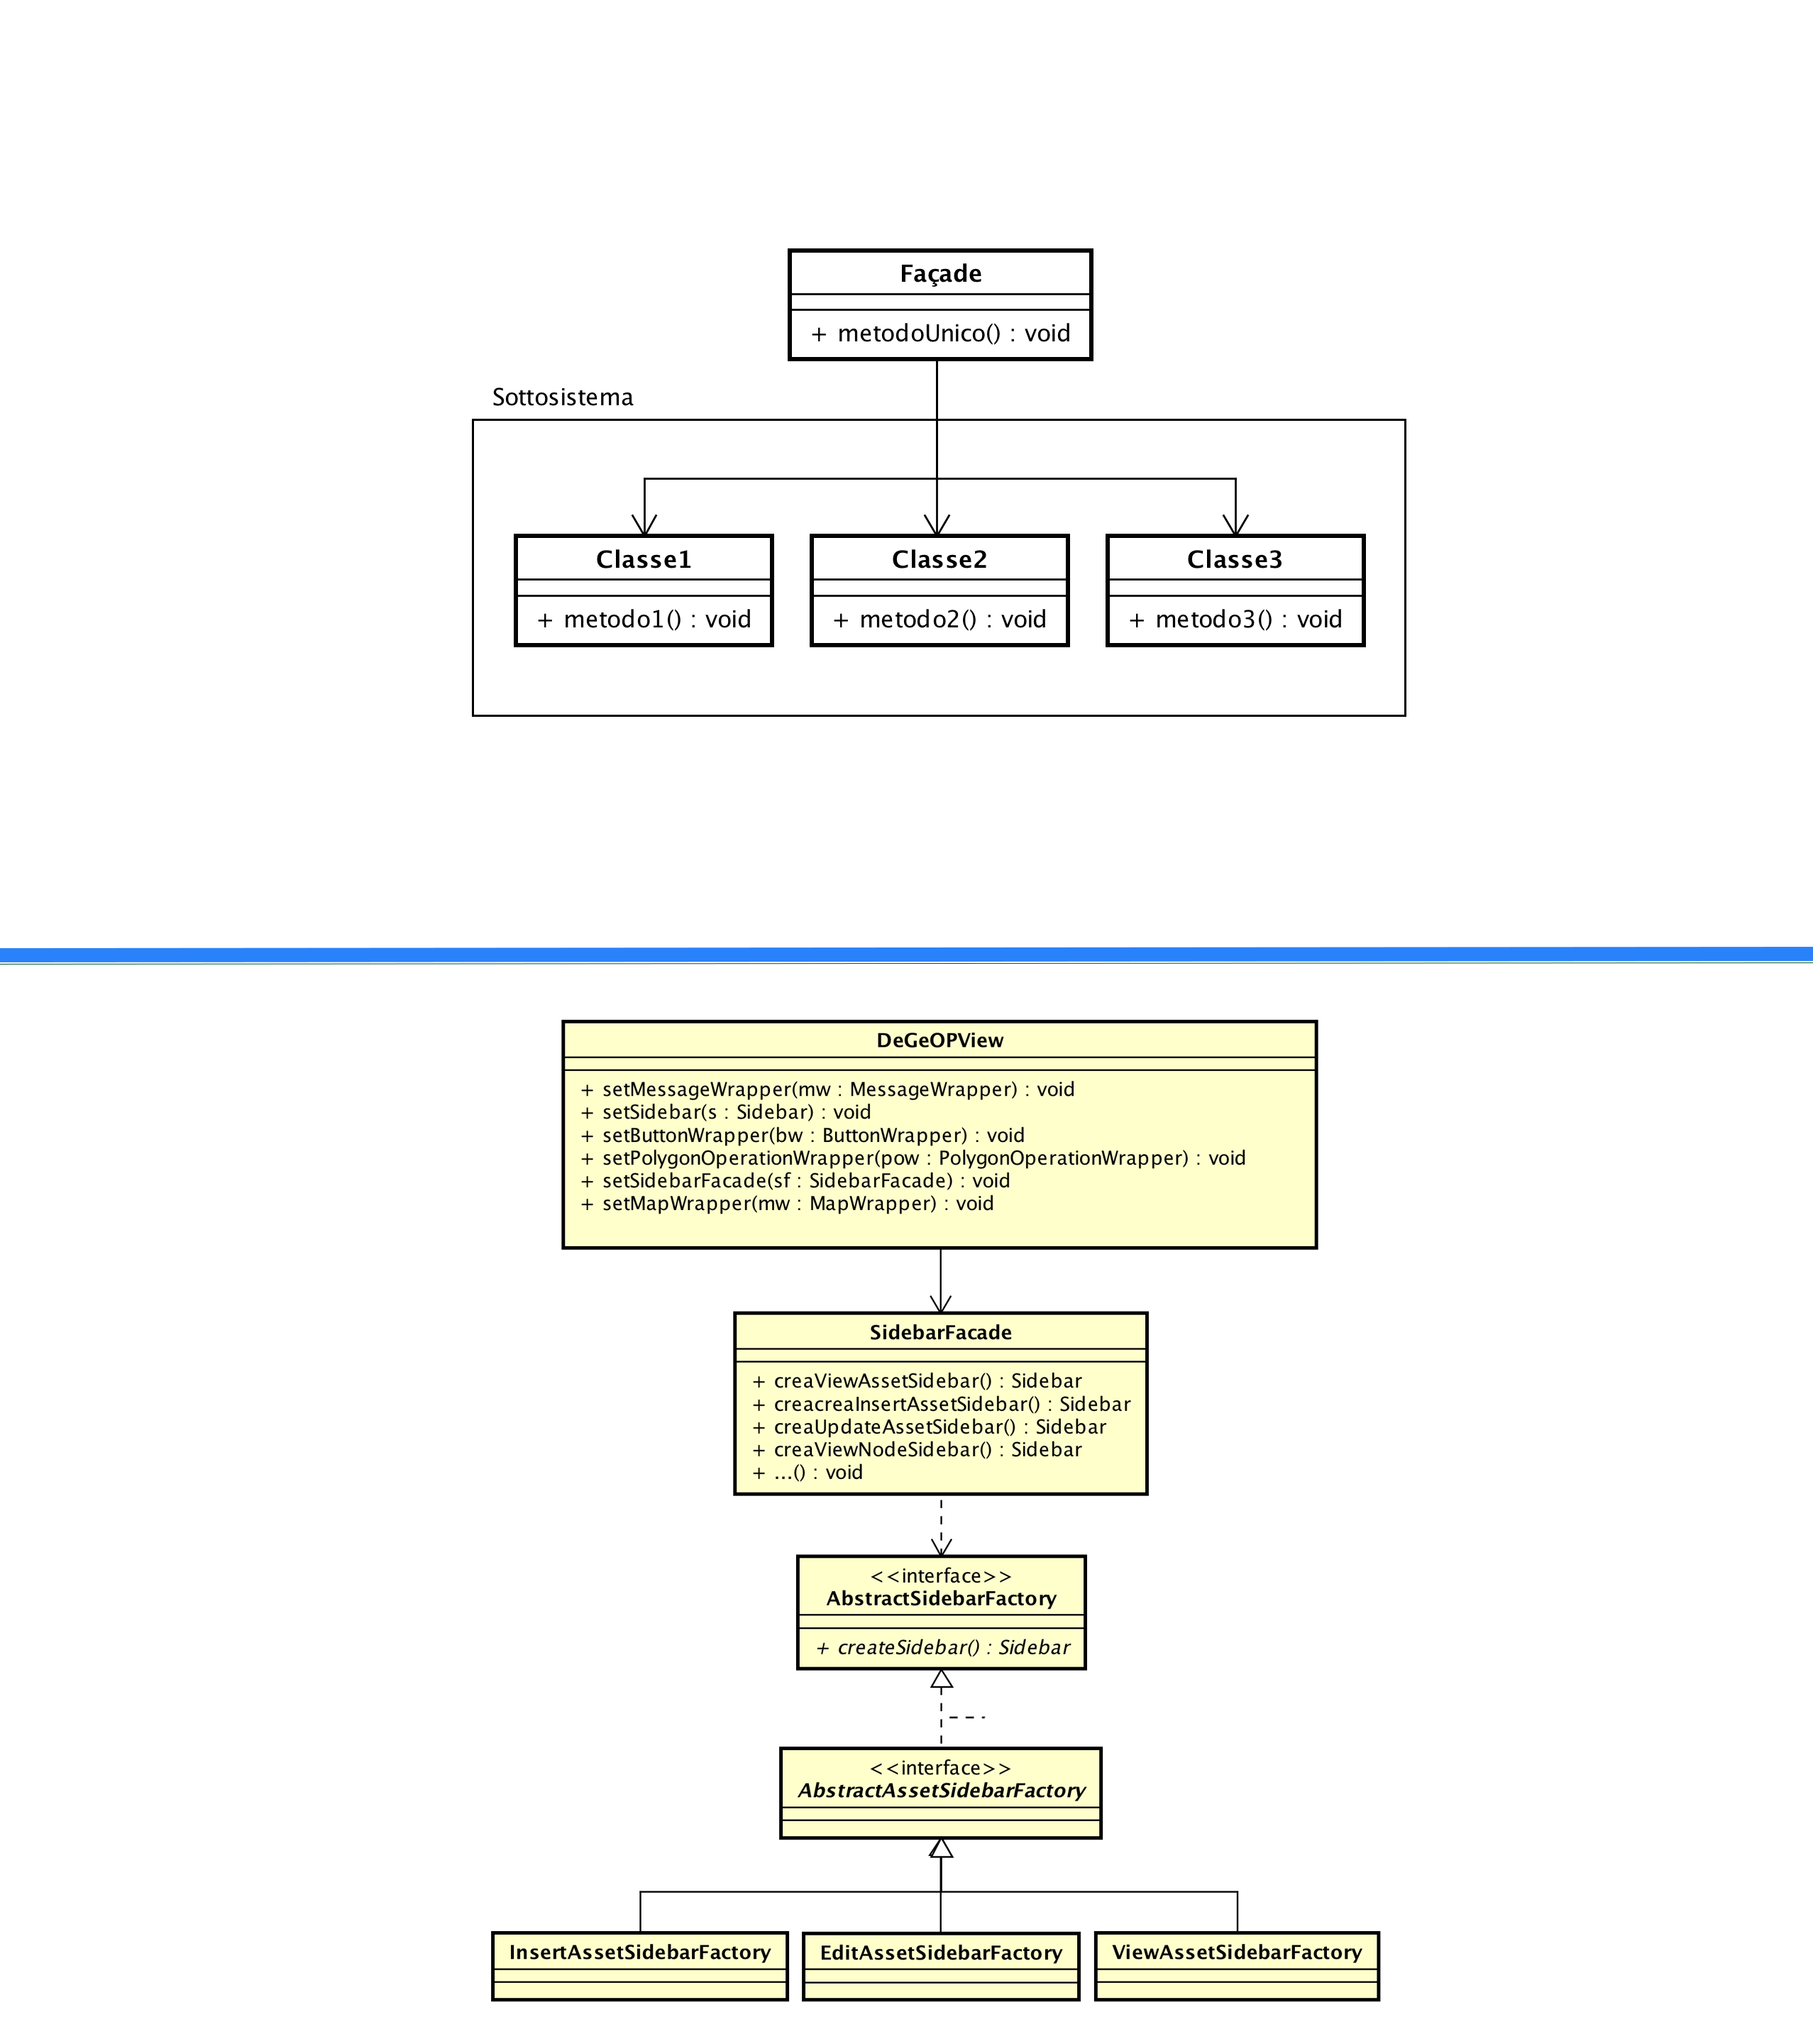 Façade
+ metodoUnico() : void
Sottosistema
Classe1
+ metodo1() : void
Classe2
+ metodo2() : void
Classe3
+ metodo3() : void
DeGeOPView
+ setMessageWrapper(mw : MessageWrapper) : void
+ setSidebar(s : Sidebar) : void
+ setButtonWrapper(bw : ButtonWrapper) : void
+ setPolygonOperationWrapper(pow : PolygonOperationWrapper) : void
+ setSidebarFacade(sf : SidebarFacade) : void
+ setMapWrapper(mw : MapWrapper) : void
SidebarFacade
+ creaViewAssetSidebar() : Sidebar
+ creacreaInsertAssetSidebar() : Sidebar
+ creaUpdateAssetSidebar() : Sidebar
+ creaViewNodeSidebar() : Sidebar
+ ...() : void
<<interface>>
AbstractSidebarFactory
+ createSidebar() : Sidebar
<<interface>>
AbstractAssetSidebarFactory
InsertAssetSidebarFactory
EditAssetSidebarFactory
ViewAssetSidebarFactory